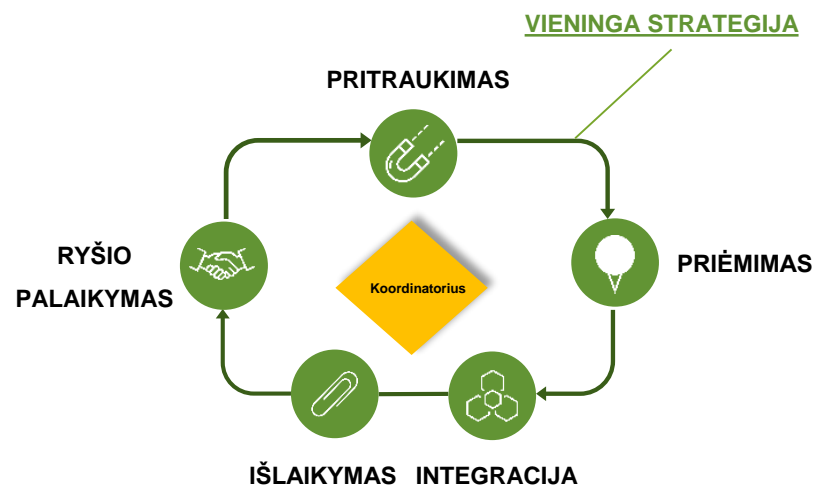 VIENINGA STRATEGIJA
PRITRAUKIMAS
RYŠIO
PALAIKYMAS
Koordinatorius
PRIĖMIMAS
IŠLAIKYMAS INTEGRACIJA